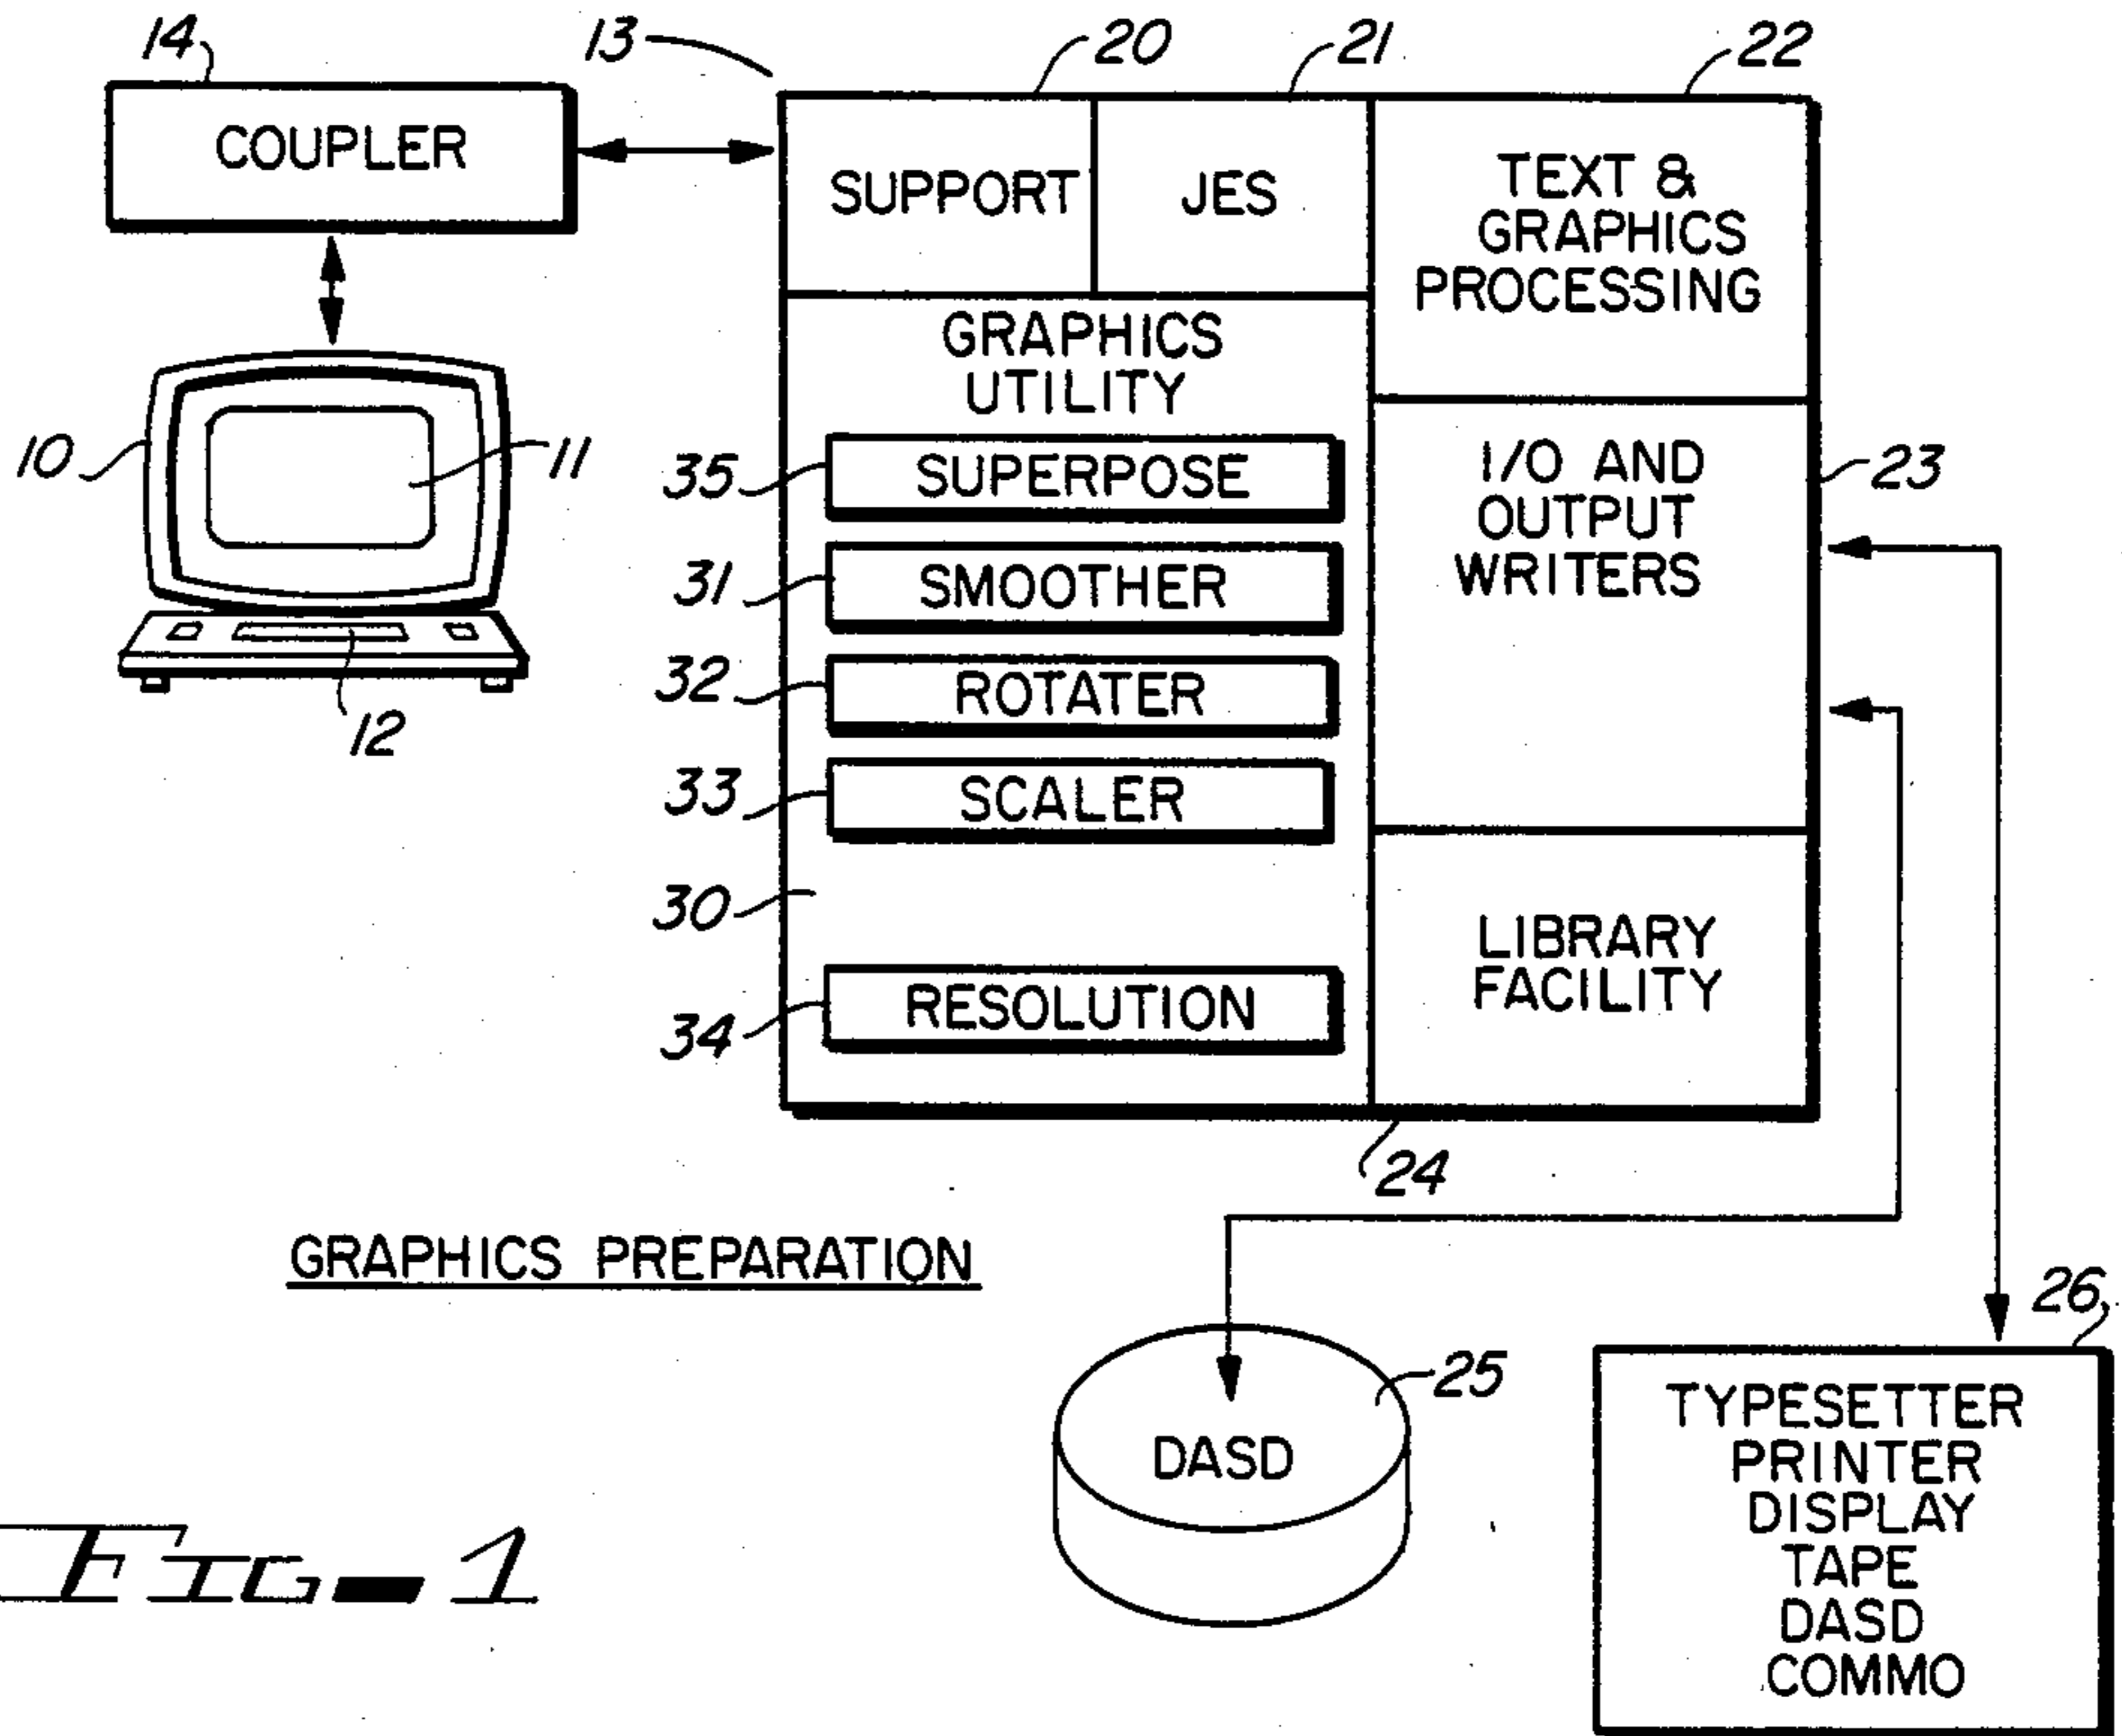 14
13
20
21
22
COUPLER
SUPPORT
JES
TEXT &
GRAPHICS
PROCESSING
GRAPHICS
UTILITY
10
11
12
35
SUPERPOSE
31
SMOOTHER
32
ROTATER
33
SCALER
30
34
RESOLUTION
I/O AND
OUTPUT
WRITERS
23
LIBRARY
FACILITY
24
GRAPHICS PREPARATION
25
DASD
26
TYPESETTER
PRINTER
DISPLAY
TAPE
DASD
COMMO
FIG-1